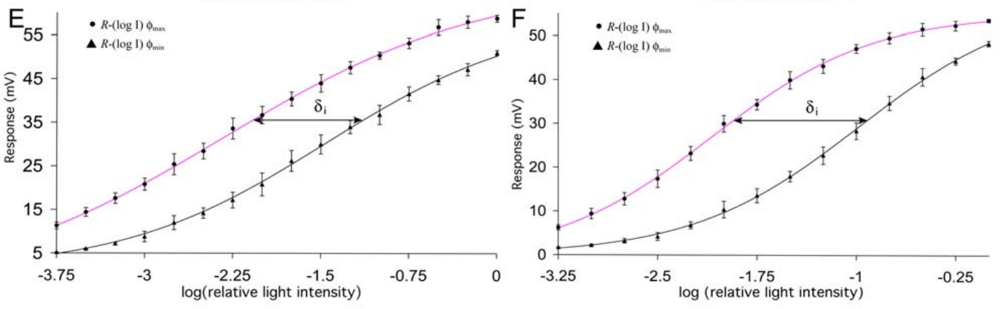 E
R-(log I) ϕmax
R-(log I) ϕmin
Response (mV)
55
45
35
25
15
5
δi
-3.75 -3 -2.25 -1.5 -0.75 0
log(relative light intensity)
F
R-(log I) ϕmax
R-(log I) ϕmin
Response (mV)
50
40
30
20
10
0
δi
-3.25 -2.5 -1.75 -1 -0.25
log (relative light intensity)